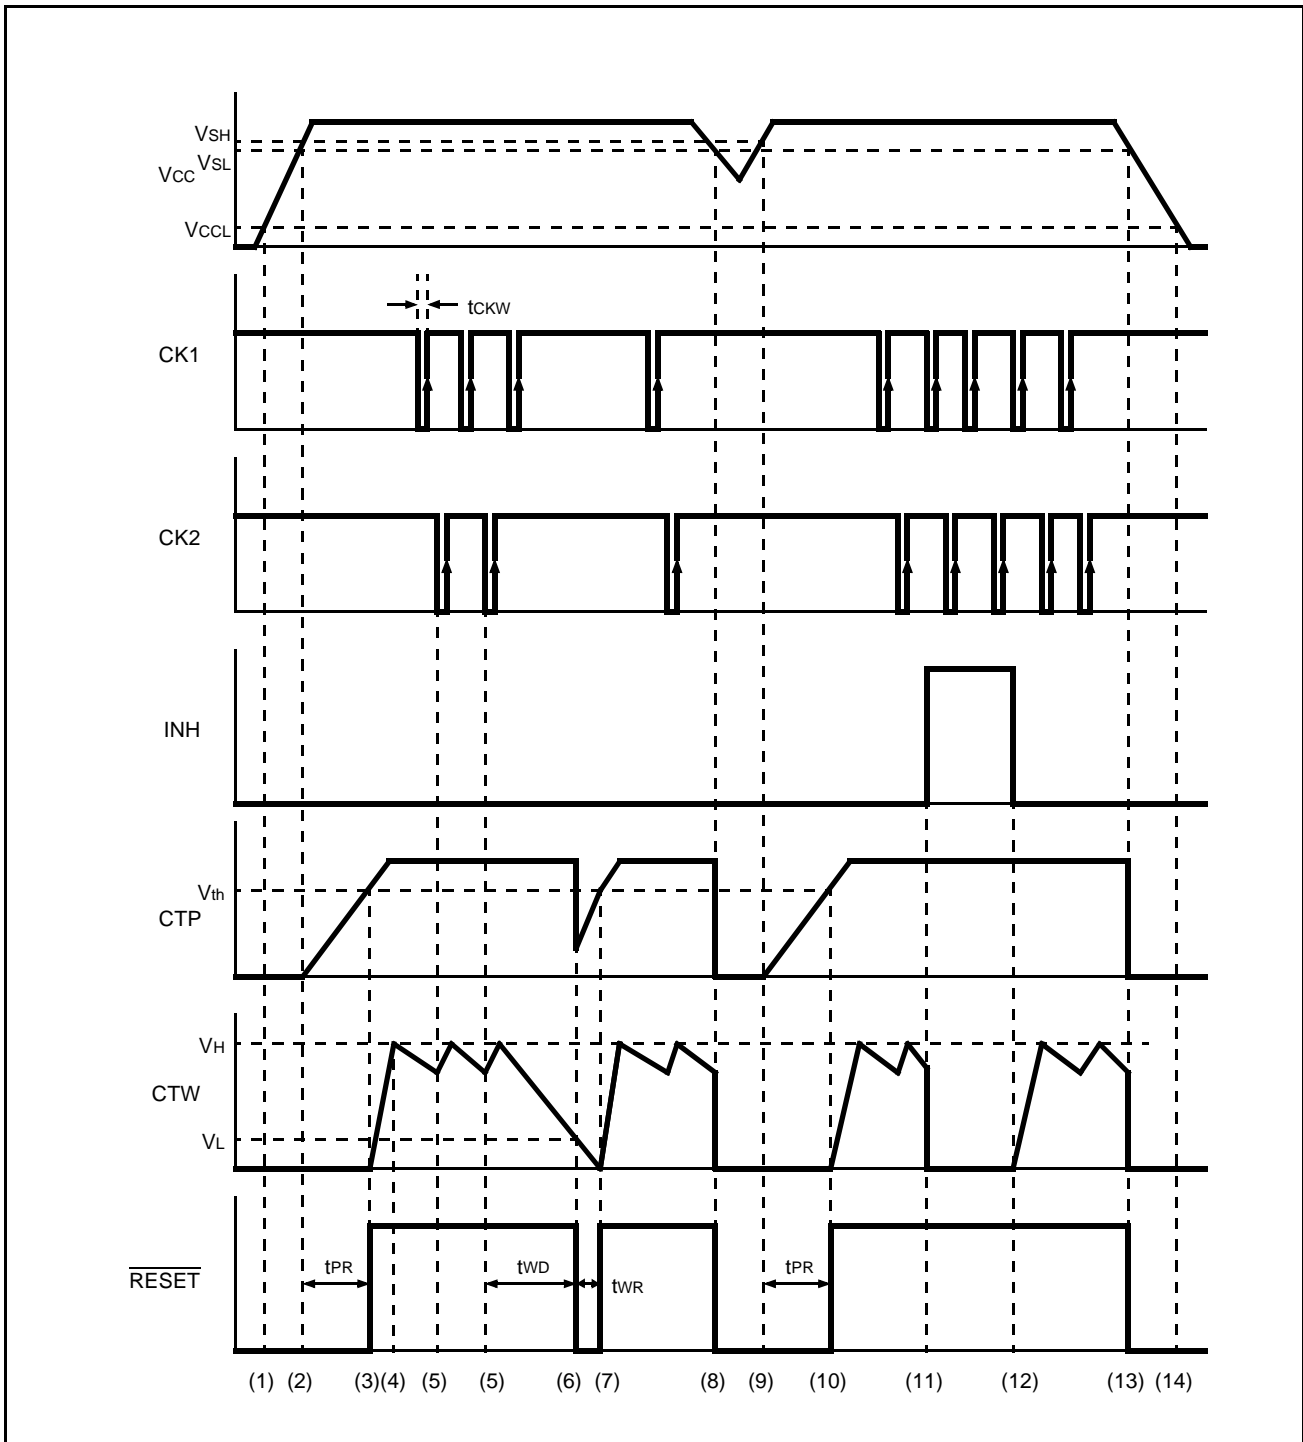 VSH
VSL
VCC
VCCL
tCKW
CK1
CK2
INH
Vth
CTP
VH
CTW
VL
RESET
tPR tWD tWR tPR
(1) (2) (3)(4) (5) (5) (6) (7) (8) (9) (10) (11) (12) (13) (14)